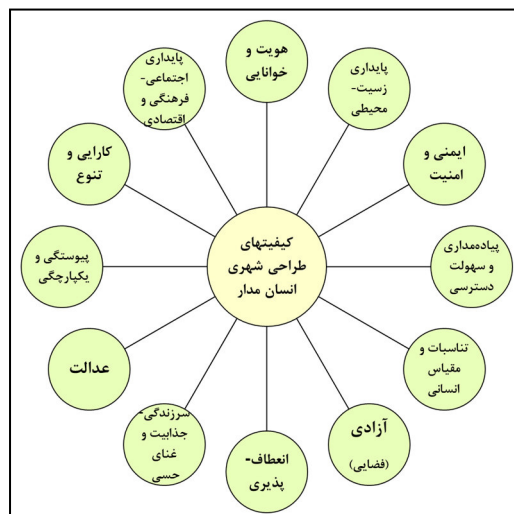 کیفیتهای
طراحی شهری
انسان مدار
هویت و
خوانایی
پایداری
زسیت-
محیطی
ایمنی و
امنیت
پیاده‌مداری
و سهولت
دسترسی
تناسبات و
مقیاس
انسانی
آزادی
(فضایی)
انعطاف-
پذیری
سرزندگی-
جذابیت و
غنای
حسی
عدالت
پیوستگی و
یکپارچگی
کارایی و
تنوع
پایداری
اجتماعی-
فرهنگی و
اقتصادی